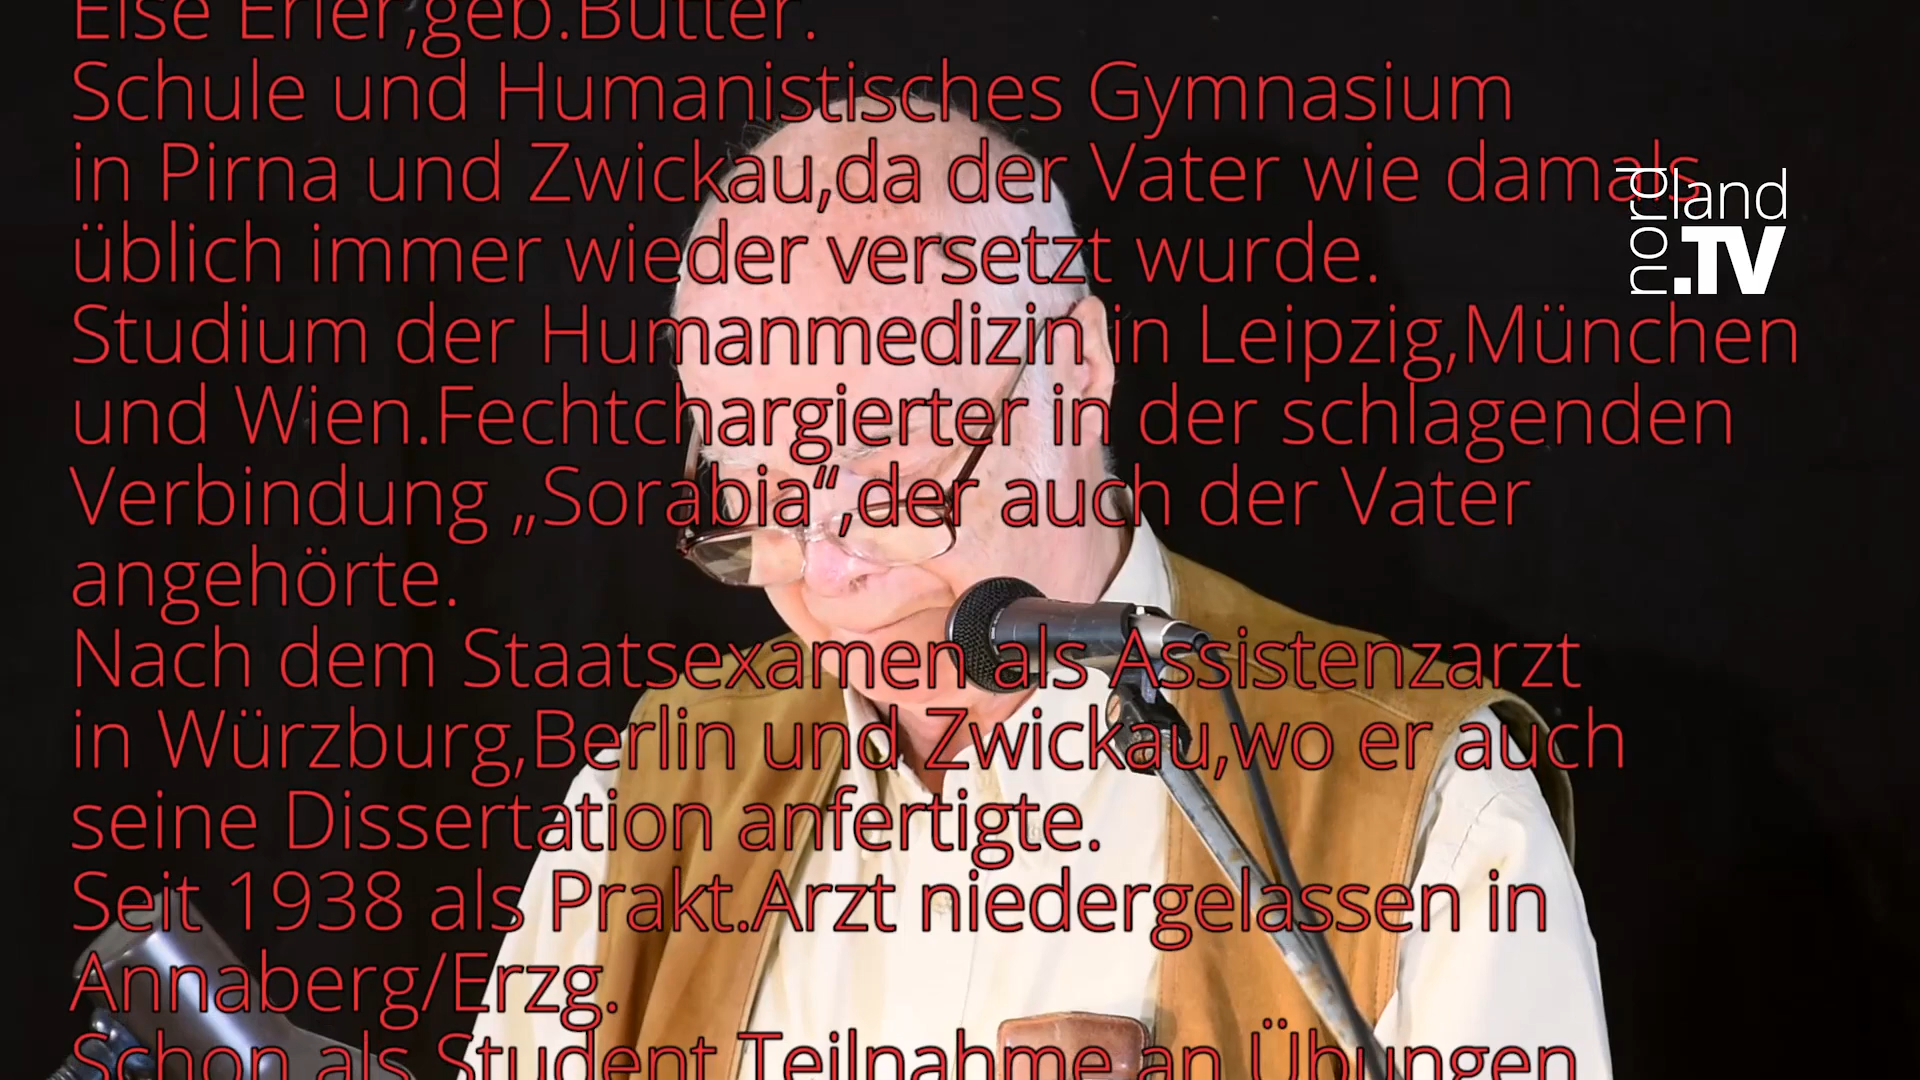 Else Erler,geb.Butter.
Schule und Humanistisches Gymnasium
in Pirna und Zwickau,da der Vater wie damals
üblich immer wieder versetzt wurde.
Studium der Humanmedizin in Leipzig,München
und Wien.Fechtchargierter in der schlagenden
Verbindung „Sorabia“,der auch der Vater
angehörte.
Nach dem Staatsexamen als Assistenzarzt
in Würzburg,Berlin und Zwickau,wo er auch
seine Dissertation anfertigte.
Seit 1938 als Prakt.Arzt niedergelassen in
Annaberg/Erzg.
Schon als Student Teilnahme an Übungen
nordland
.TV